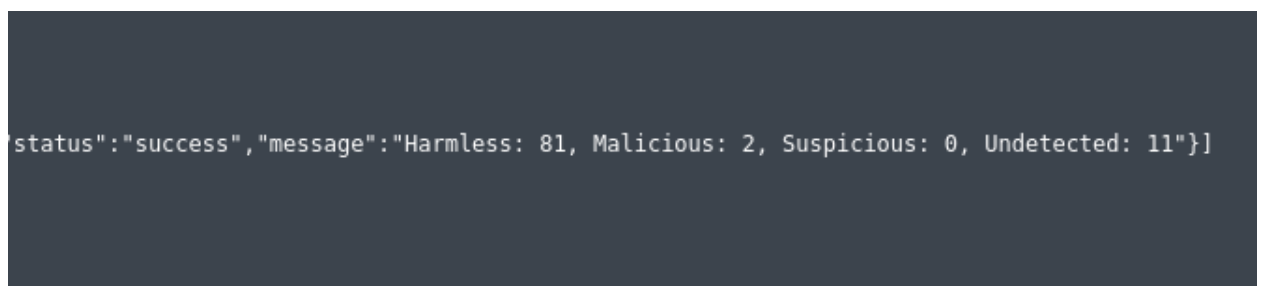 "status":"success","message":"Harmless: 81, Malicious: 2, Suspicious: 0, Undetected: 11"}]